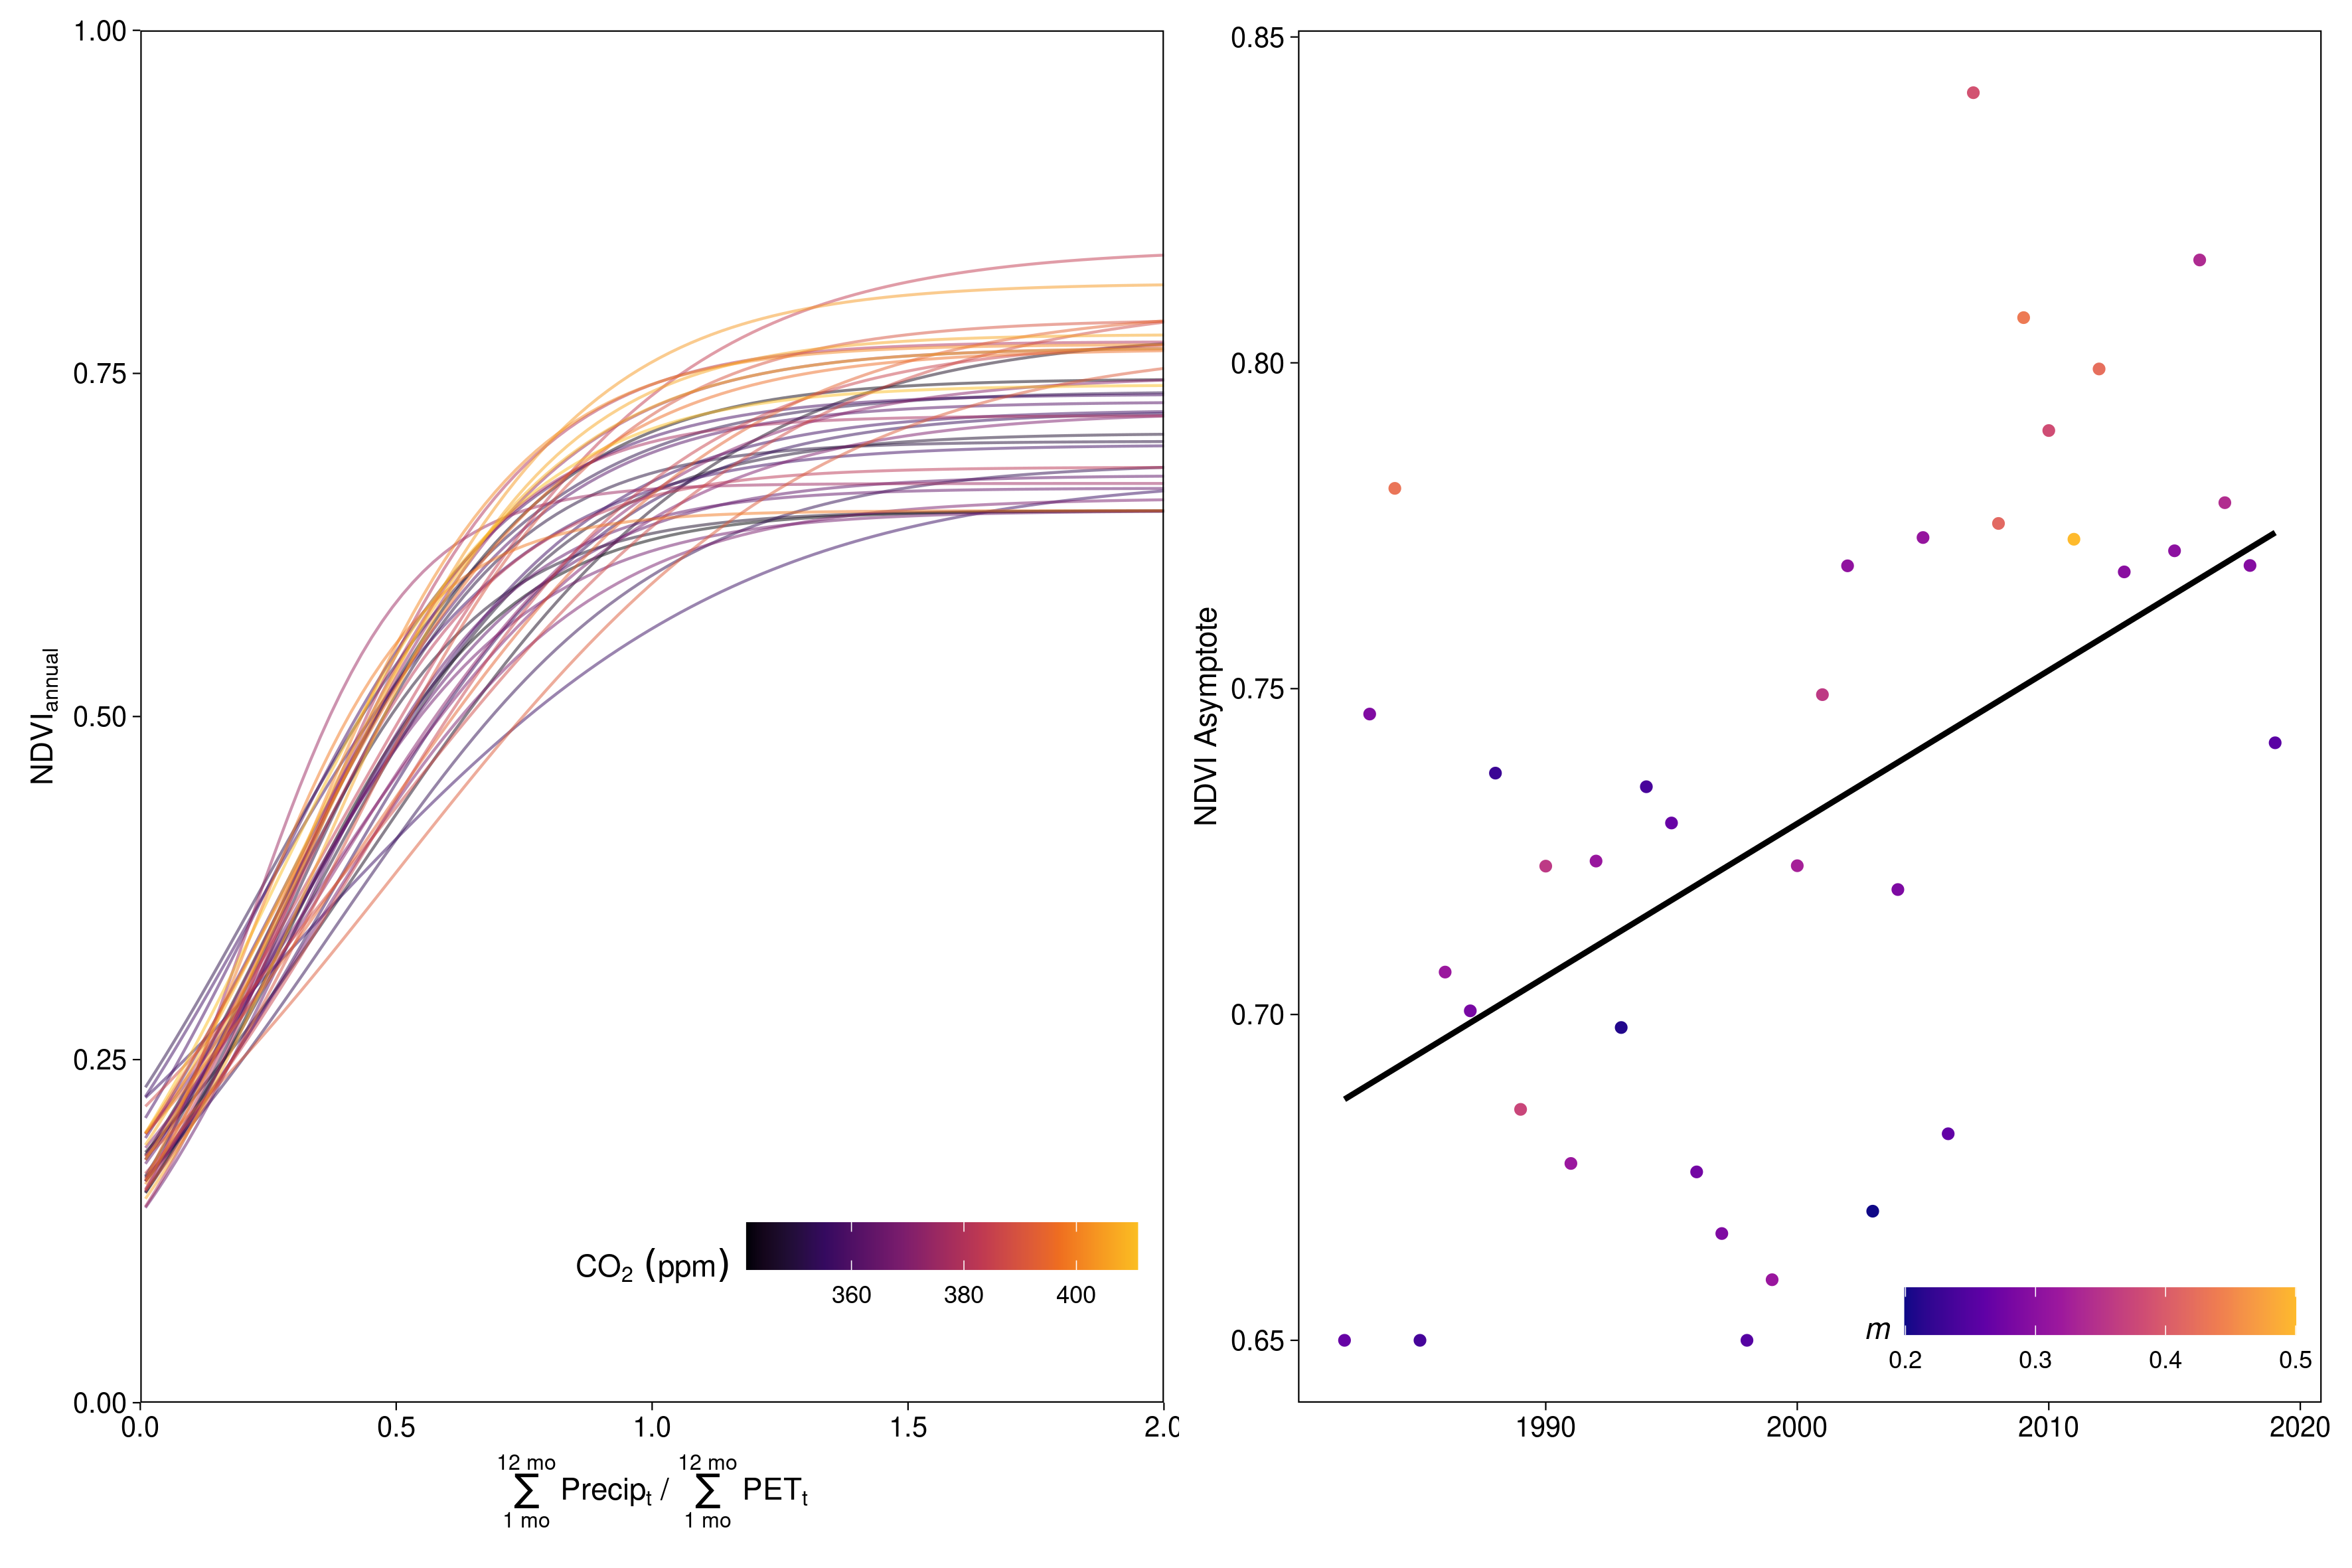 1.00
0.75
0.50
0.25
0.00
NDVIannual
0.0 0.5 1.0 1.5 2.0
12 mo 12 mo
∑ Precipt / ∑ PETt
1 mo 1 mo
CO2 (ppm)
360 380 400
0.85
0.80
0.75
0.70
0.65
NDVI Asymptote
1990 2000 2010 2020
m
0.2 0.3 0.4 0.5